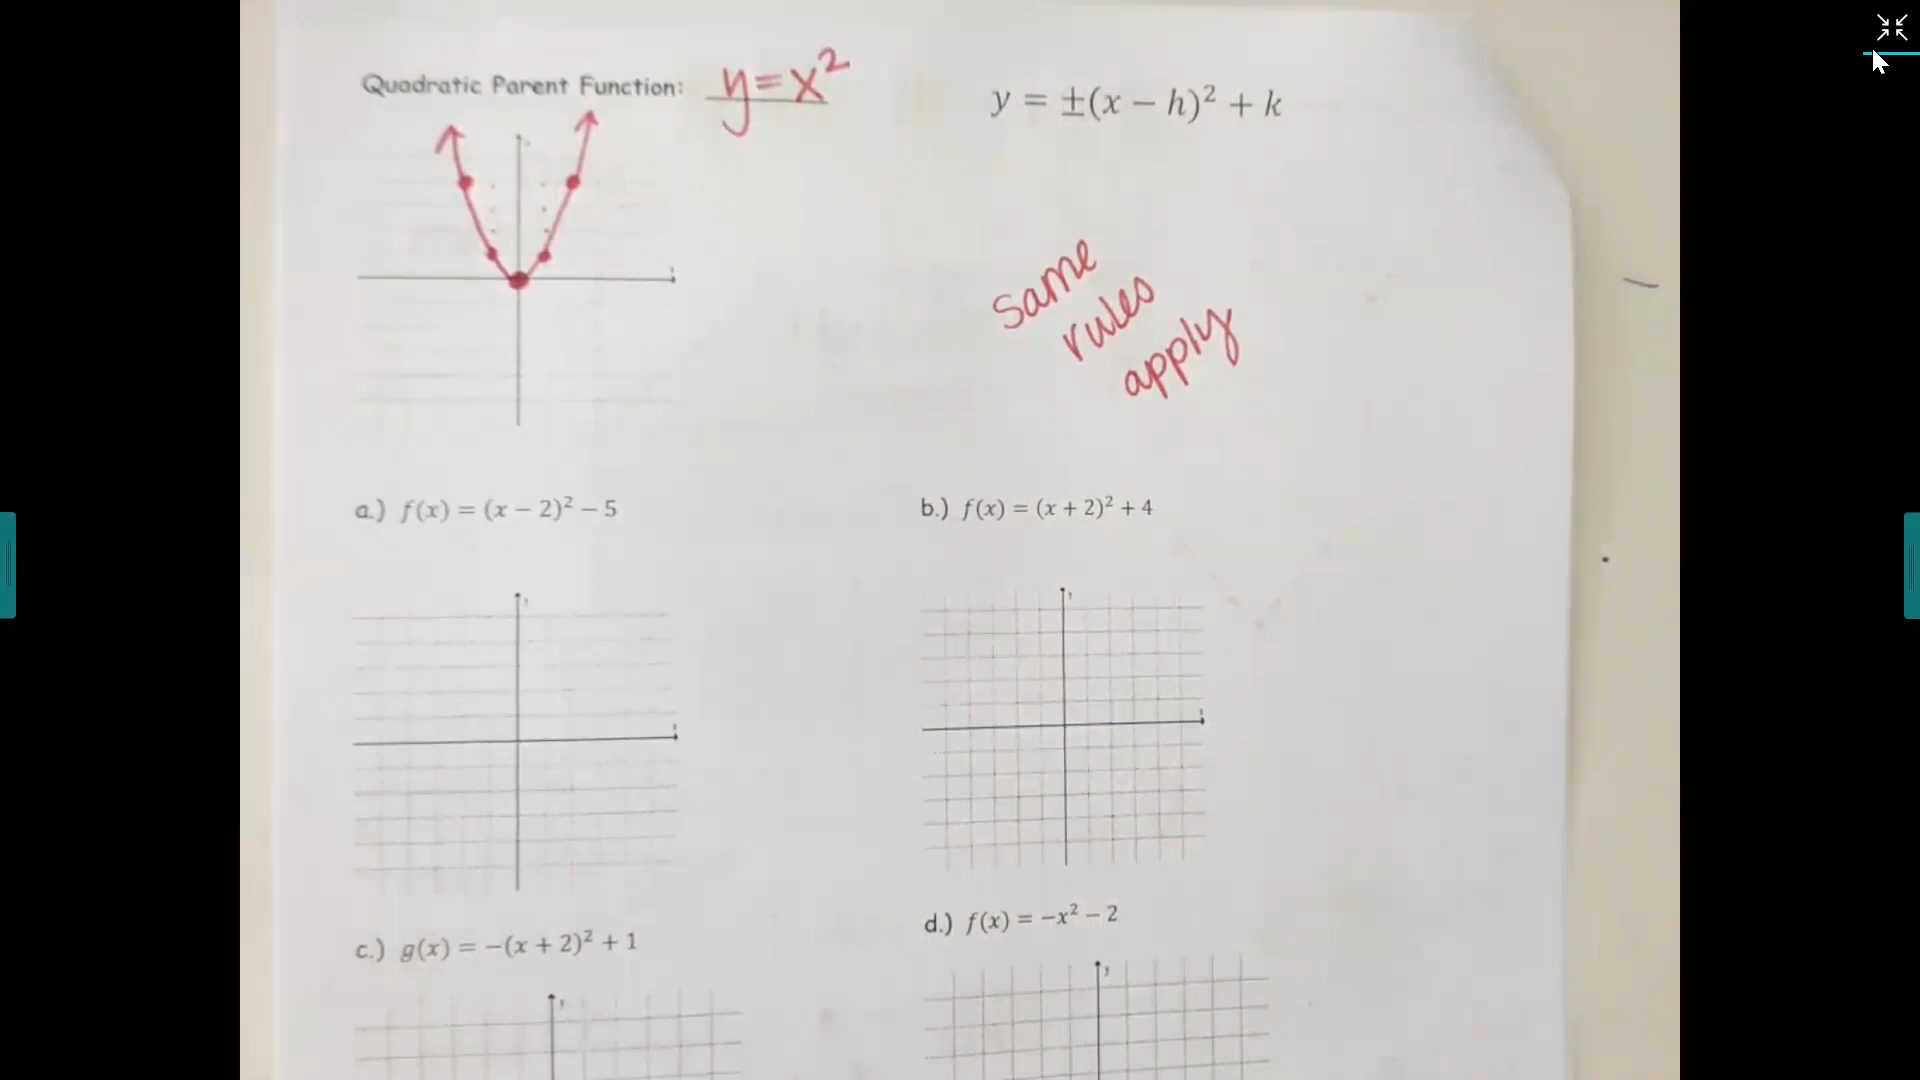 Quadratic Parent Function: y=x²
y = ±(x − h)² + k
same
rules
apply
a.) f(x) = (x − 2)² − 5
b.) f(x) = (x + 2)² + 4
c.) g(x) = −(x + 2)² + 1
d.) f(x) = −x² − 2